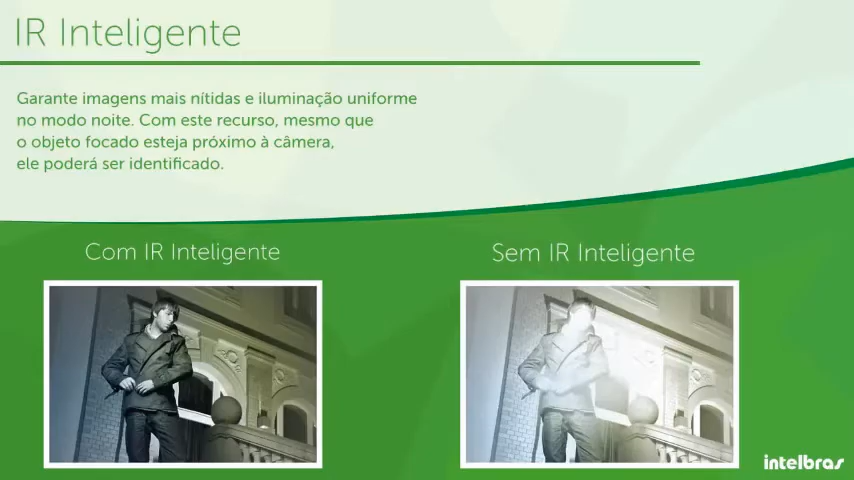 IR Inteligente
Garante imagens mais nítidas e iluminação uniforme
no modo noite. Com este recurso, mesmo que
o objeto focado esteja próximo à câmera,
ele poderá ser identificado.
Com IR Inteligente
Sem IR Inteligente
intelbras